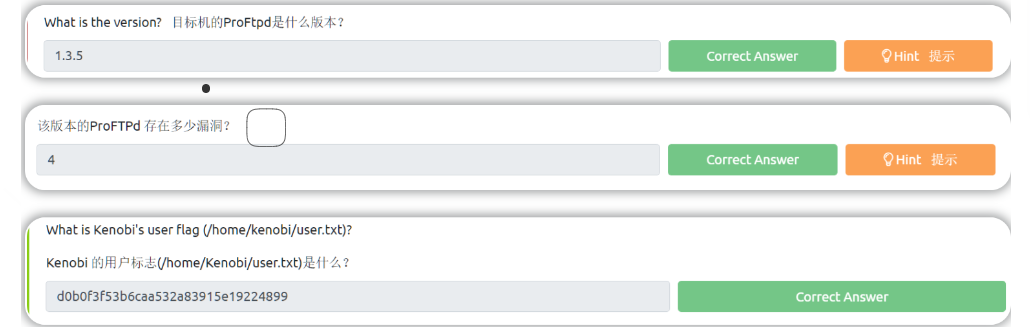 What is the version? 目标机的ProFtpd是什么版本?
1.3.5 Correct Answer Hint 提示
该版本的ProFTPd 存在多少漏洞?
4 Correct Answer Hint 提示
What is Kenobi's user flag (/home/kenobi/user.txt)?
Kenobi 的用户标志(/home/Kenobi/user.txt)是什么?
d0b0f3f53b6caa532a83915e19224899 Correct Answer